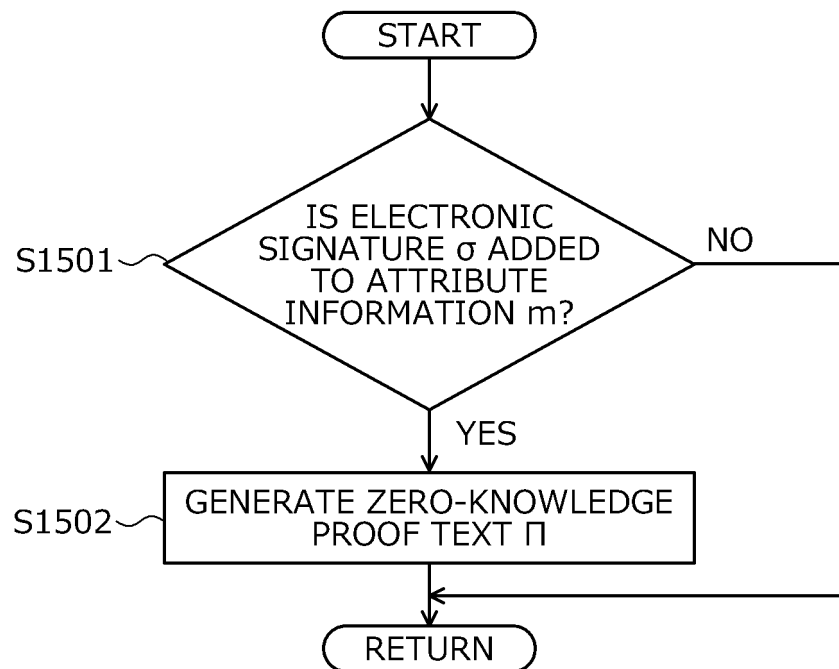 START
S1501
IS ELECTRONIC
SIGNATURE σ ADDED
TO ATTRIBUTE
INFORMATION m?
NO
YES
S1502
GENERATE ZERO-KNOWLEDGE
PROOF TEXT Π
RETURN